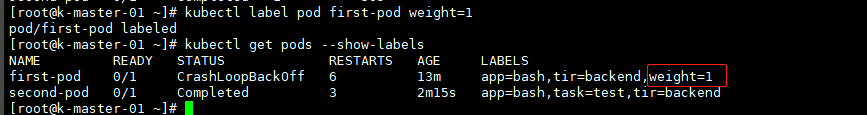 [root@k-master-01 ~]# kubectl label pod first-pod weight=1
pod/first-pod labeled
[root@k-master-01 ~]# kubectl get pods --show-labels
NAME READY STATUS RESTARTS AGE LABELS
first-pod 0/1 CrashLoopBackOff 6 13m app=bash,tir=backend,weight=1
second-pod 0/1 Completed 3 2m15s app=bash,task=test,tir=backend
[root@k-master-01 ~]#